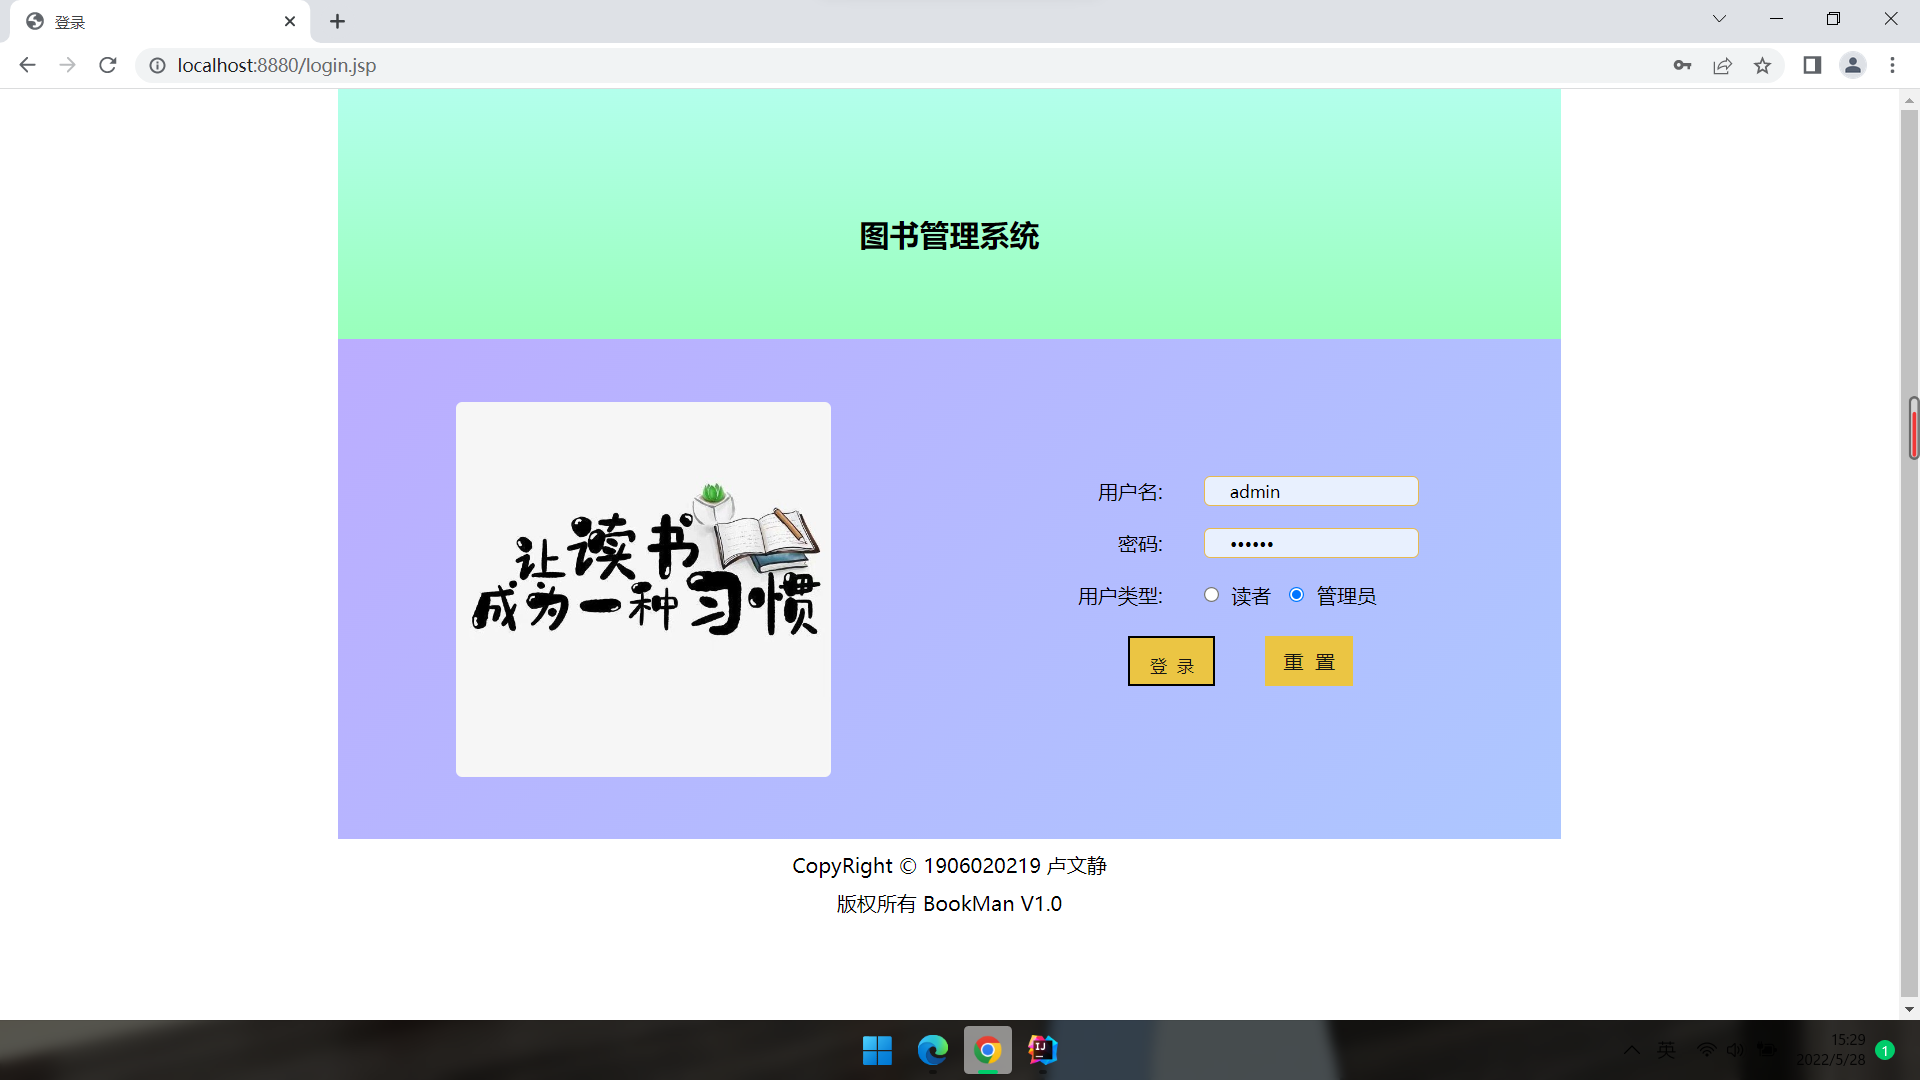 登录
localhost:8880/login.jsp
图书管理系统
让读书
成为一种习惯
用户名: admin
密码: ••••••
用户类型: 读者 管理员
登 录 重 置
CopyRight © 1906020219 卢文静
版权所有 BookMan V1.0
IJ
英
15:29
2022/5/28
1